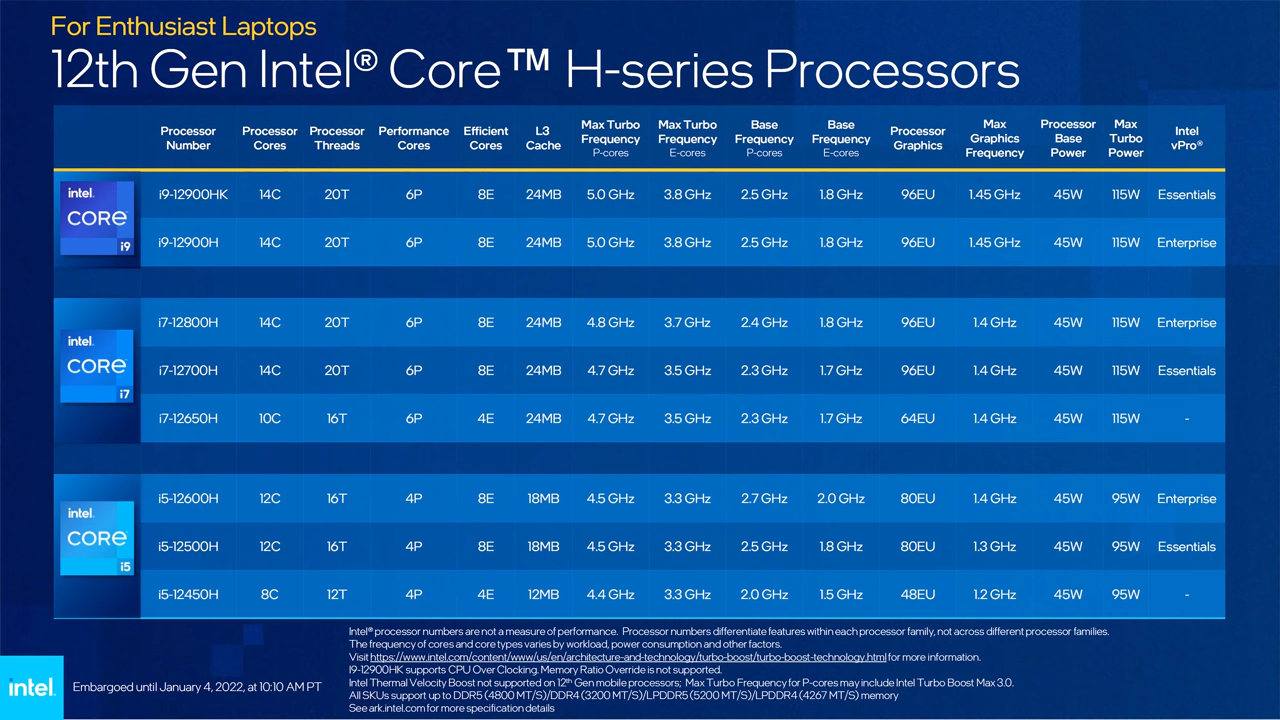 For Enthusiast Laptops
12th Gen Intel® Core™ H-series Processors
Processor Number Processor Cores Processor Threads Performance Cores Efficient Cores L3 Cache Max Turbo Frequency P-cores Max Turbo Frequency E-cores Base Frequency P-cores Base Frequency E-cores Processor Graphics Max Graphics Frequency Processor Base Power Max Turbo Power Intel vPro®
intel. CORE™ i9
i9-12900HK 14C 20T 6P 8E 24MB 5.0 GHz 3.8 GHz 2.5 GHz 1.8 GHz 96EU 1.45 GHz 45W 115W Essentials
i9-12900H 14C 20T 6P 8E 24MB 5.0 GHz 3.8 GHz 2.5 GHz 1.8 GHz 96EU 1.45 GHz 45W 115W Enterprise
intel. CORE™ i7
i7-12800H 14C 20T 6P 8E 24MB 4.8 GHz 3.7 GHz 2.4 GHz 1.8 GHz 96EU 1.4 GHz 45W 115W Enterprise
i7-12700H 14C 20T 6P 8E 24MB 4.7 GHz 3.5 GHz 2.3 GHz 1.7 GHz 96EU 1.4 GHz 45W 115W Essentials
i7-12650H 10C 16T 6P 4E 24MB 4.7 GHz 3.5 GHz 2.3 GHz 1.7 GHz 64EU 1.4 GHz 45W 115W -
intel. CORE™ i5
i5-12600H 12C 16T 4P 8E 18MB 4.5 GHz 3.3 GHz 2.7 GHz 2.0 GHz 80EU 1.4 GHz 45W 95W Enterprise
i5-12500H 12C 16T 4P 8E 18MB 4.5 GHz 3.3 GHz 2.5 GHz 1.8 GHz 80EU 1.3 GHz 45W 95W Essentials
i5-12450H 8C 12T 4P 4E 12MB 4.4 GHz 3.3 GHz 2.0 GHz 1.5 GHz 48EU 1.2 GHz 45W 95W -
Intel® processor numbers are not a measure of performance. Processor numbers differentiate features within each processor family, not across different processor families.
The frequency of cores and core types varies by workload, power consumption and other factors.
Visit https://www.intel.com/content/www/us/en/architecture-and-technology/turbo-boost/turbo-boost-technology.html for more information.
I9-12900HK supports CPU Over Clocking. Memory Ratio Override is not supported.
Intel Thermal Velocity Boost not supported on 12th Gen mobile processors; Max Turbo Frequency for P-cores may include Intel Turbo Boost Max 3.0.
All SKUs support up to DDR5 (4800 MT/S)/DDR4 (3200 MT/S)/LPDDR5 (5200 MT/S)/LPDDR4 (4267 MT/S) memory
See ark.intel.com for more specification details
intel.
Embargoed until January 4, 2022, at 10:10 AM PT